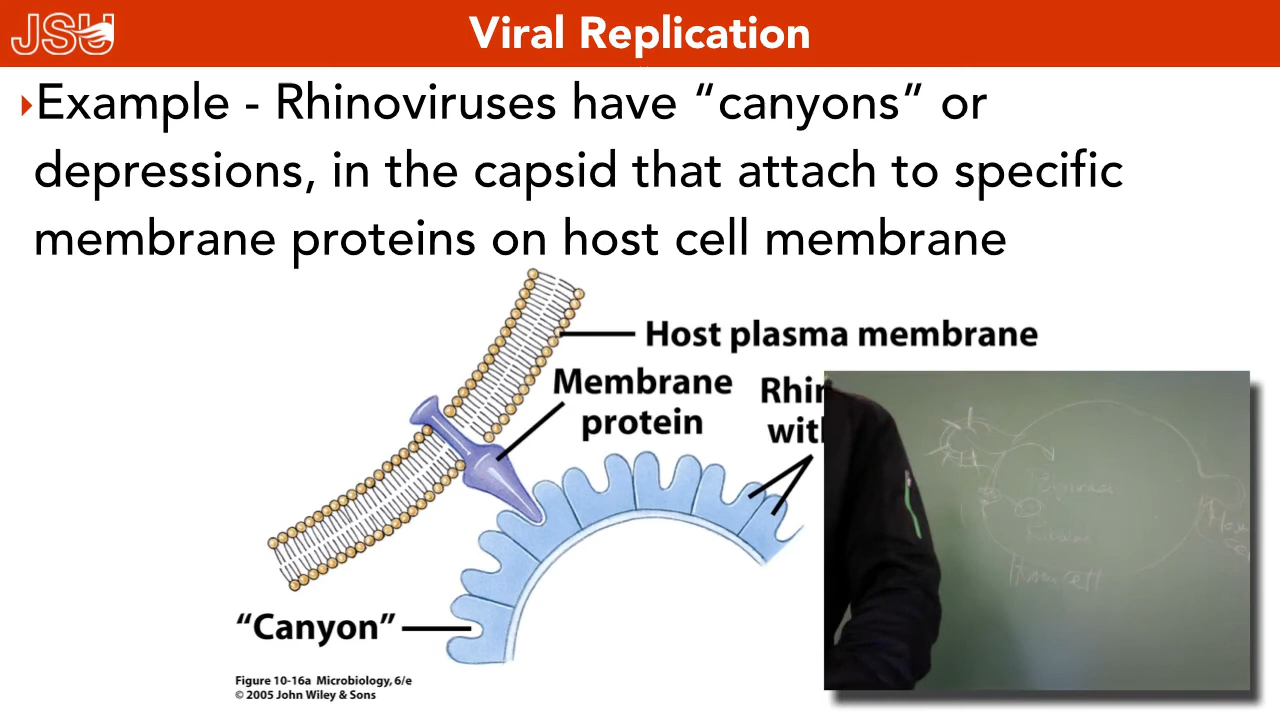 JSU
Viral Replication
Example - Rhinoviruses have “canyons” or
depressions, in the capsid that attach to specific
membrane proteins on host cell membrane
Host plasma membrane
Membrane
protein
“Canyon”
Figure 10-16a Microbiology, 6/e
© 2005 John Wiley & Sons